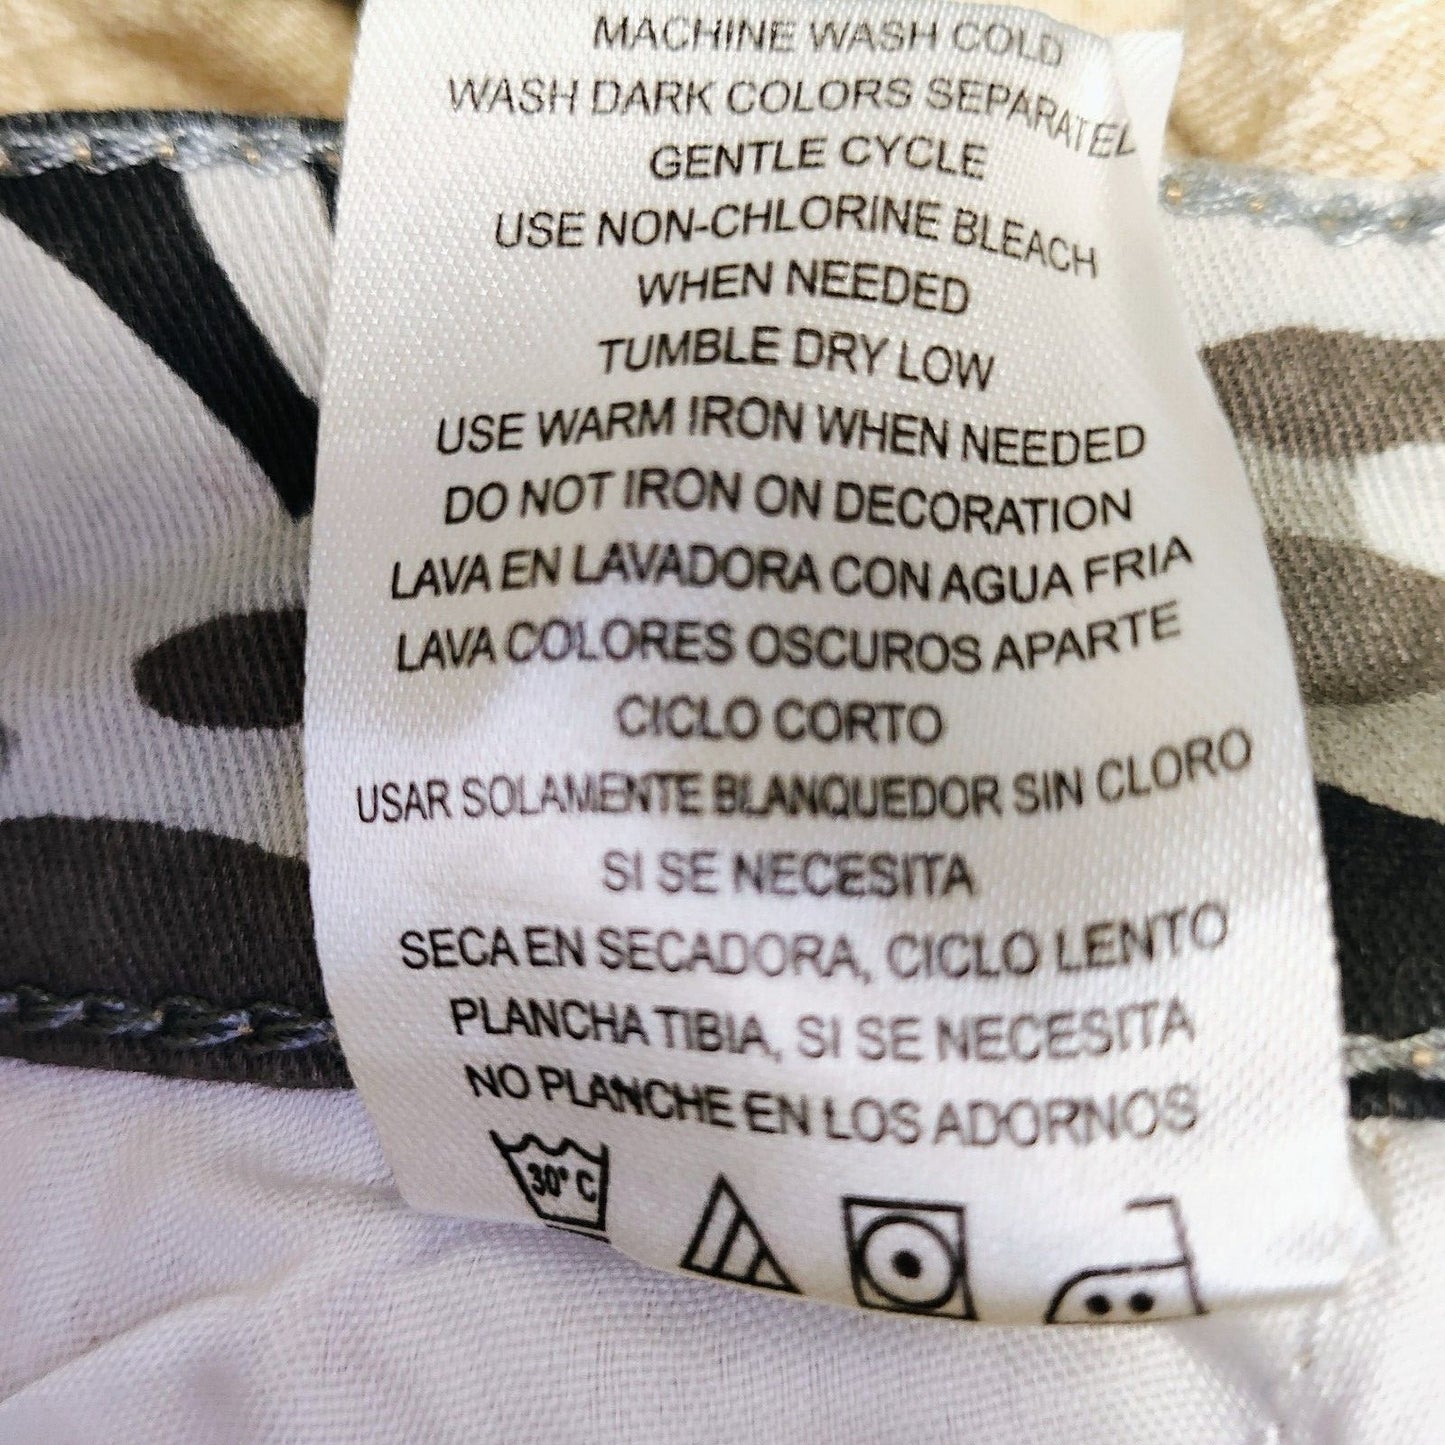 MACHINE WASH COLD
WASH DARK COLORS SEPARATEL
GENTLE CYCLE
USE NON-CHLORINE BLEACH
WHEN NEEDED
TUMBLE DRY LOW
USE WARM IRON WHEN NEEDED
DO NOT IRON ON DECORATION
LAVA EN LAVADORA CON AGUA FRIA
LAVA COLORES OSCUROS APARTE
CICLO CORTO
USAR SOLAMENTE BLANQUEDOR SIN CLORO
SI SE NECESITA
SECA EN SECADORA, CICLO LENTO
PLANCHA TIBIA, SI SE NECESITA
NO PLANCHE EN LOS ADORNOS
30° C